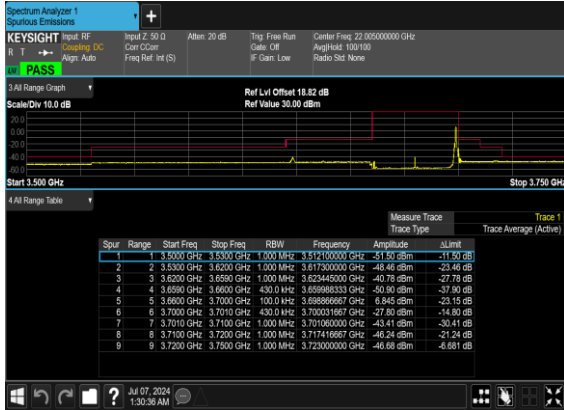 Spectrum Analyzer 1
Spurious Emissions
+
KEYSIGHT Input: RF Input Z: 50 Ω Atten: 20 dB Trig: Free Run Center Freq: 22.005000000 GHz
R T Coupling: DC Corr CCorr Gate: Off Avg|Hold: 100/100
Align: Auto Freq Ref: Int (S) IF Gain: Low Radio Std: None
LXI PASS
3 All Range Graph
Ref Lvl Offset 18.82 dB
Scale/Div 10.0 dB Ref Value 30.00 dBm
20.0
0.00
-20.0
-40.0
-60.0
Start 3.500 GHz Stop 3.750 GHz
4 All Range Table
Measure Trace Trace 1
Trace Type Trace Average (Active)
Spur Range Start Freq Stop Freq RBW Frequency Amplitude ΔLimit
1 1 3.5000 GHz 3.5300 GHz 1.000 MHz 3.512100000 GHz -51.50 dBm -11.50 dB
2 2 3.5300 GHz 3.6200 GHz 1.000 MHz 3.617300000 GHz -48.46 dBm -23.46 dB
3 3 3.6200 GHz 3.6590 GHz 1.000 MHz 3.623445000 GHz -40.78 dBm -27.78 dB
4 4 3.6590 GHz 3.6600 GHz 430.0 kHz 3.659988333 GHz -50.90 dBm -37.90 dB
5 5 3.6600 GHz 3.7000 GHz 100.0 kHz 3.698866667 GHz 6.845 dBm -23.15 dB
6 6 3.7000 GHz 3.7010 GHz 430.0 kHz 3.700031667 GHz -27.80 dBm -14.80 dB
7 7 3.7010 GHz 3.7100 GHz 1.000 MHz 3.701060000 GHz -43.41 dBm -30.41 dB
8 8 3.7100 GHz 3.7200 GHz 1.000 MHz 3.717416667 GHz -46.24 dBm -21.24 dB
9 9 3.7200 GHz 3.7500 GHz 1.000 MHz 3.723000000 GHz -46.68 dBm -6.681 dB
? Jul 07, 2024
1:30:36 AM